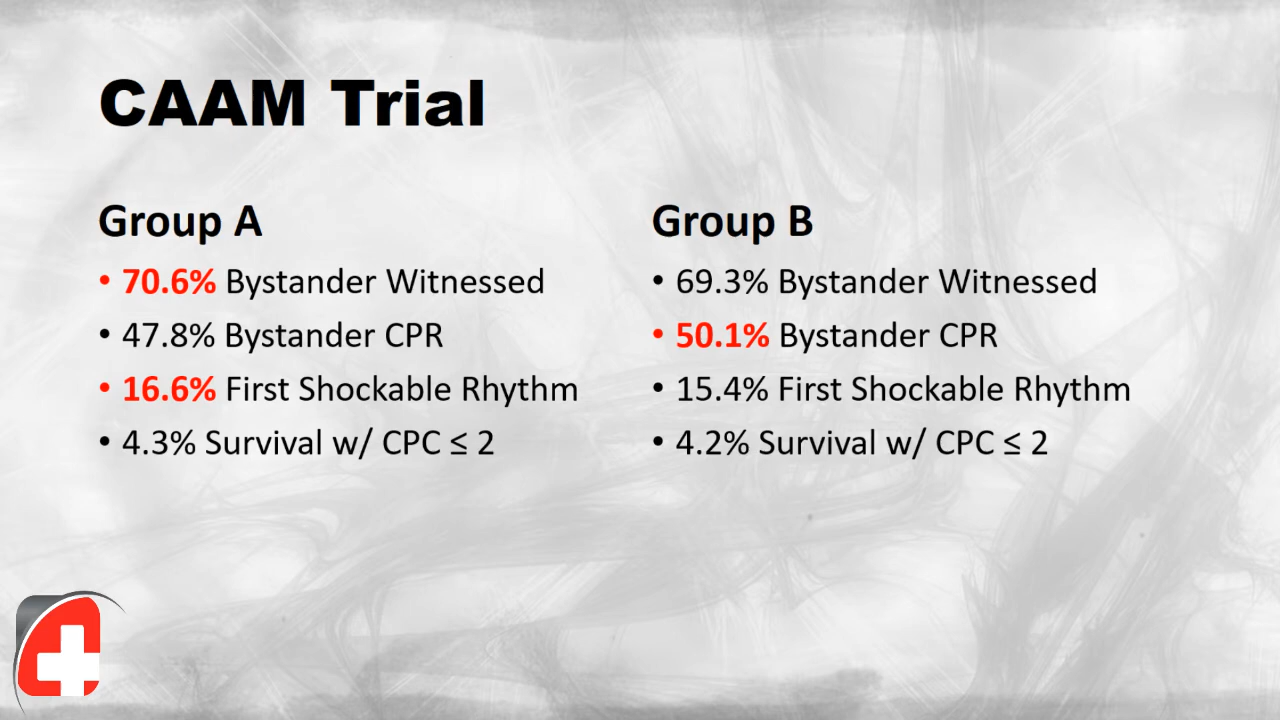 CAAM Trial
Group A
• 70.6% Bystander Witnessed
• 47.8% Bystander CPR
• 16.6% First Shockable Rhythm
• 4.3% Survival w/ CPC ≤ 2
Group B
• 69.3% Bystander Witnessed
• 50.1% Bystander CPR
• 15.4% First Shockable Rhythm
• 4.2% Survival w/ CPC ≤ 2